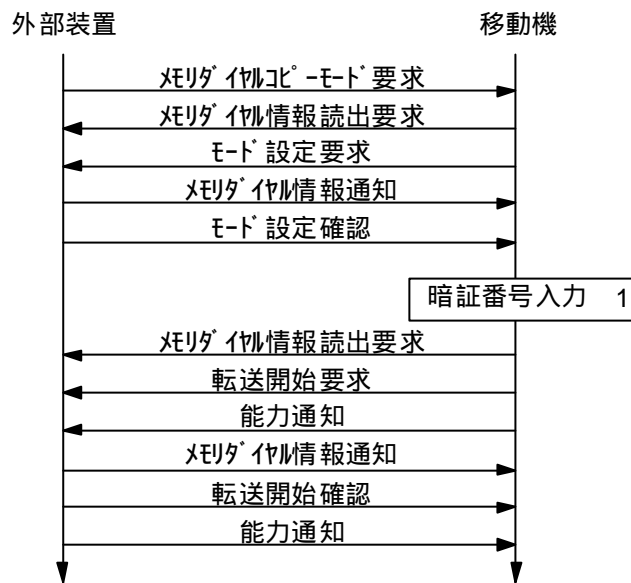 外部装置
移動機
ﾒﾓﾘﾀﾞｲﾔﾙｺﾋﾟｰﾓｰﾄﾞ要求
ﾒﾓﾘﾀﾞｲﾔﾙ情報読出要求
ﾓｰﾄﾞ設定要求
ﾒﾓﾘﾀﾞｲﾔﾙ情報通知
ﾓｰﾄﾞ設定確認
暗証番号入力 1
ﾒﾓﾘﾀﾞｲﾔﾙ情報読出要求
転送開始要求
能力通知
ﾒﾓﾘﾀﾞｲﾔﾙ情報通知
転送開始確認
能力通知